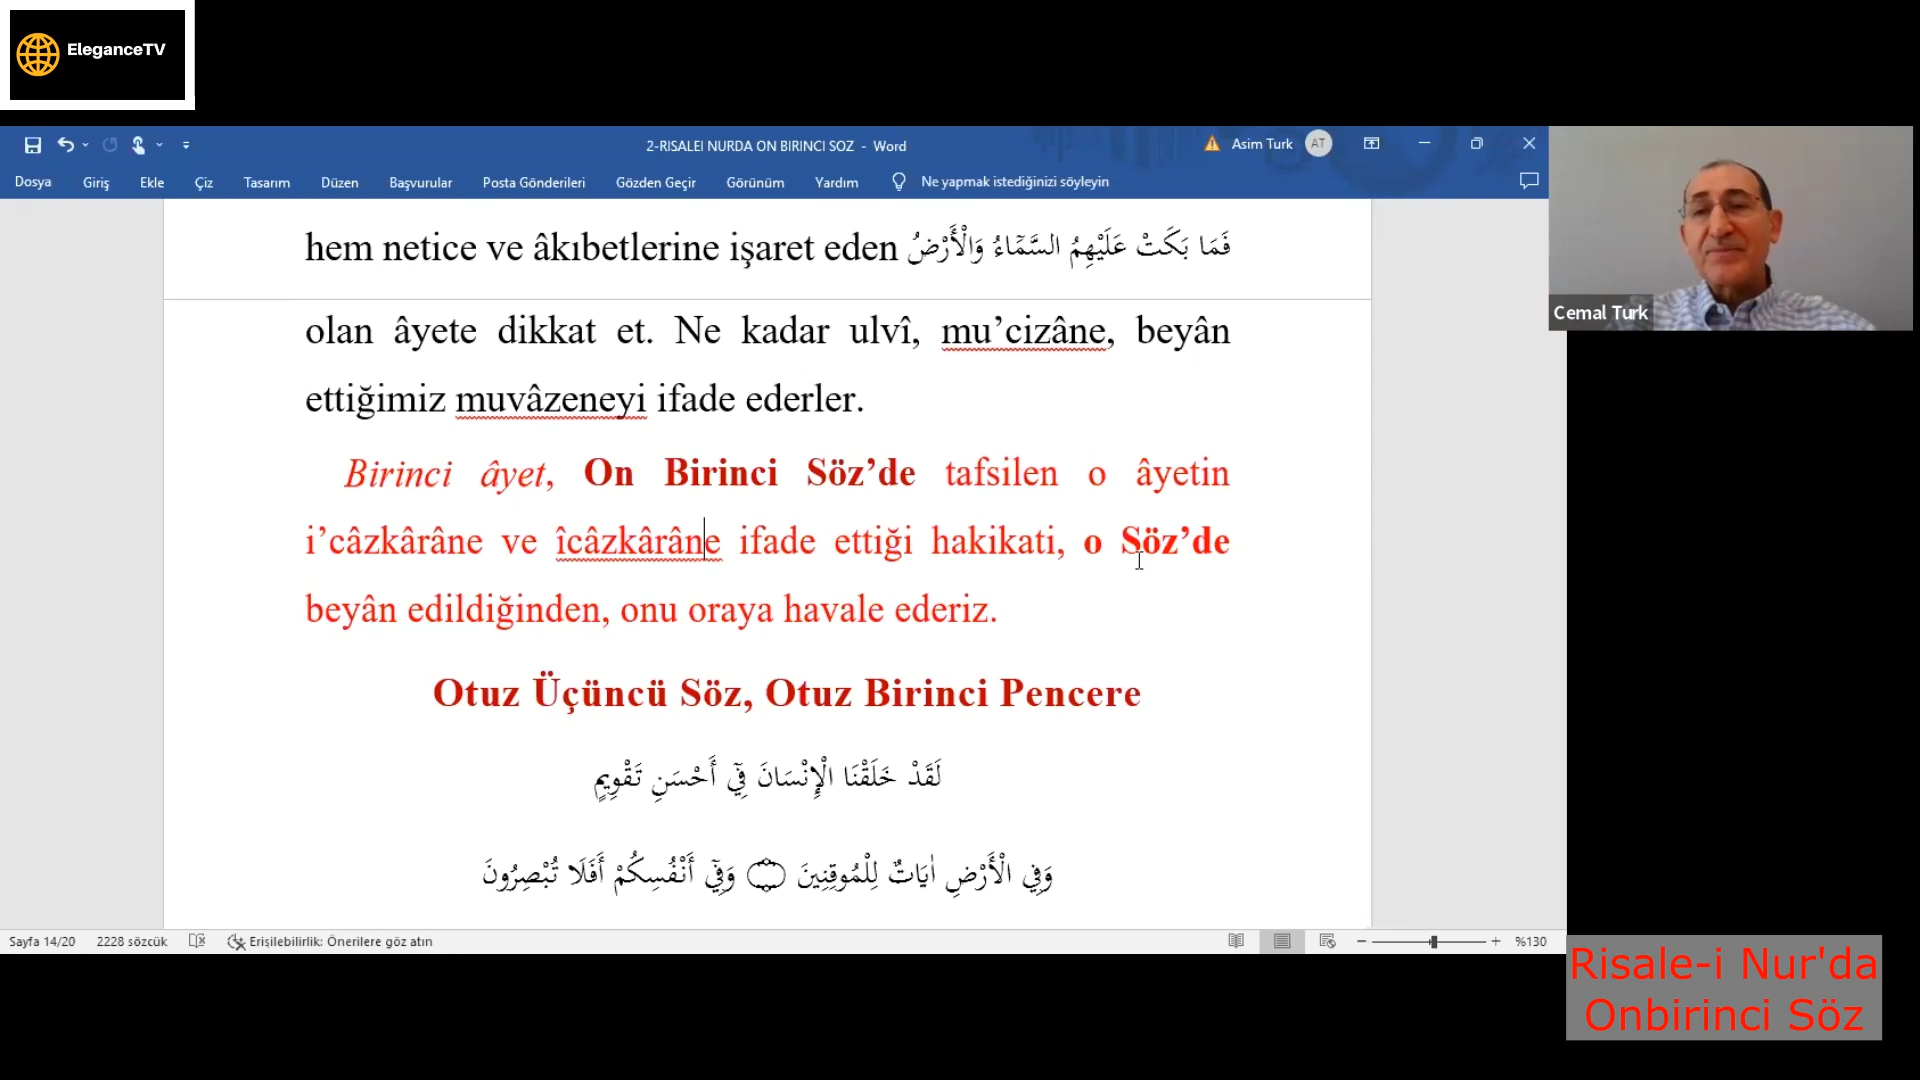 EleganceTV
2-RISALEI NURDA ON BIRINCI SOZ - Word
Asim Turk AT
Dosya Giriş Ekle Çiz Tasarım Düzen Başvurular Posta Gönderileri Gözden Geçir Görünüm Yardım Ne yapmak istediğinizi söyleyin
hem netice ve âkıbetlerine işaret eden فَمَا بَكَتْ عَلَيْهِمُ السَّمَٓاءُ وَالْاَرْضُ
olan âyete dikkat et. Ne kadar ulvî, mu’cizâne, beyân
ettiğimiz muvâzeneyi ifade ederler.
Birinci âyet, On Birinci Söz’de tafsilen o âyetin
i’câzkârâne ve îcâzkârâne ifade ettiği hakikati, o Söz’de
beyân edildiğinden, onu oraya havale ederiz.
Otuz Üçüncü Söz, Otuz Birinci Pencere
لَقَدْ خَلَقْنَا الْاِنْسَانَ فِٓي أَحْسَنِ تَقْوِيمٍ
وَفِي الْأَرْضِ اٰيَاتٌ لِلْمُوقِنِينَ ۝ وَفِٓي أَنْفُسِكُمْ أَفَلَا تُبْصِرُونَ
Cemal Turk
Sayfa 14/20 2228 sözcük Erişilebilirlik: Önerilere göz atın %130
Risale-i Nur'da
Onbirinci Söz